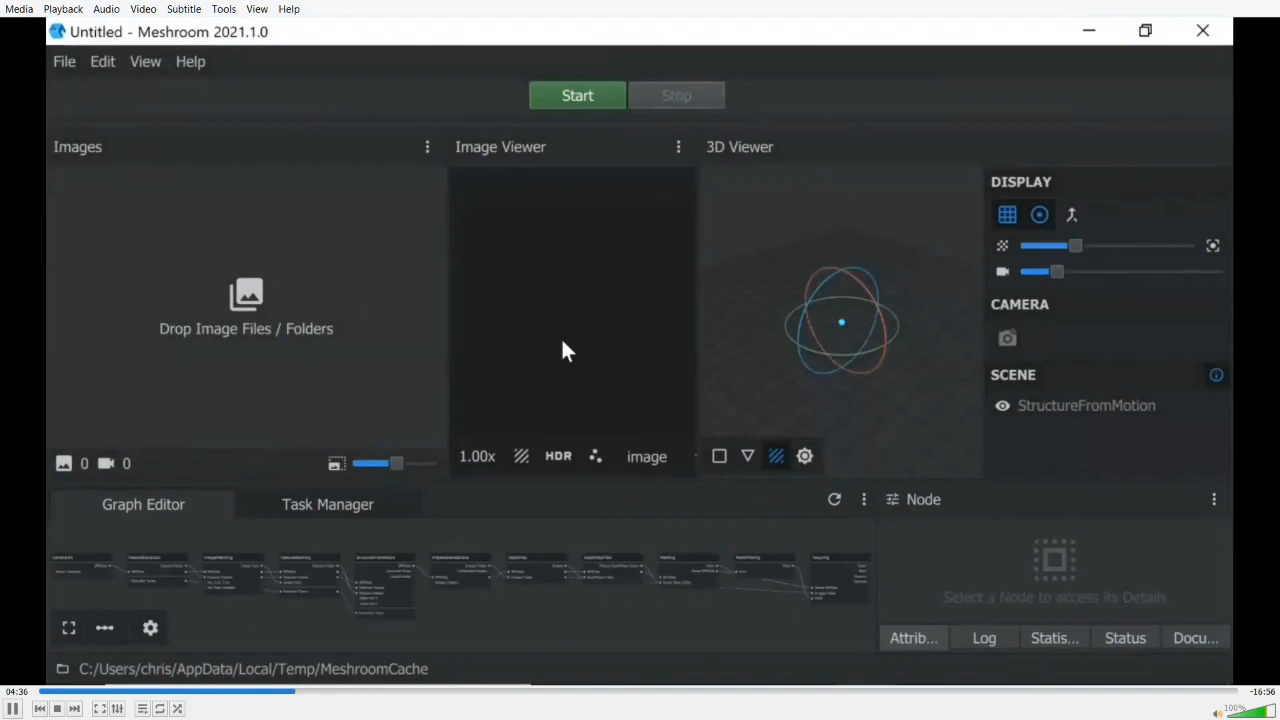 Media Playback Audio Video Subtitle Tools View Help
Untitled - Meshroom 2021.1.0
File Edit View Help
Start Stop
Images
Image Viewer
3D Viewer
DISPLAY
Drop Image Files / Folders
CAMERA
SCENE
StructureFromMotion
0 0
1.00x HDR image
Graph Editor Task Manager
Node
Select a Node to access its Details
Attrib... Log Statis... Status Docu...
C:/Users/chris/AppData/Local/Temp/MeshroomCache
04:36 -16:56
100%